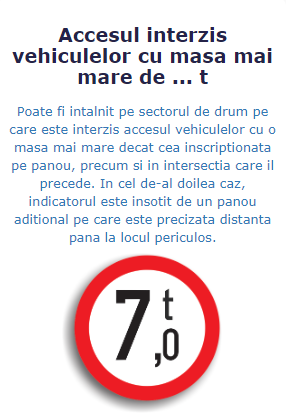 Accesul interzis
vehiculelor cu masa mai
mare de ... t
Poate fi intalnit pe sectorul de drum pe
care este interzis accesul vehiculelor cu o
masa mai mare decat cea inscriptionata
pe panou, precum si in intersectia care il
precede. In cel de-al doilea caz,
indicatorul este insotit de un panou
aditional pe care este precizata distanta
pana la locul periculos.
7,0 t